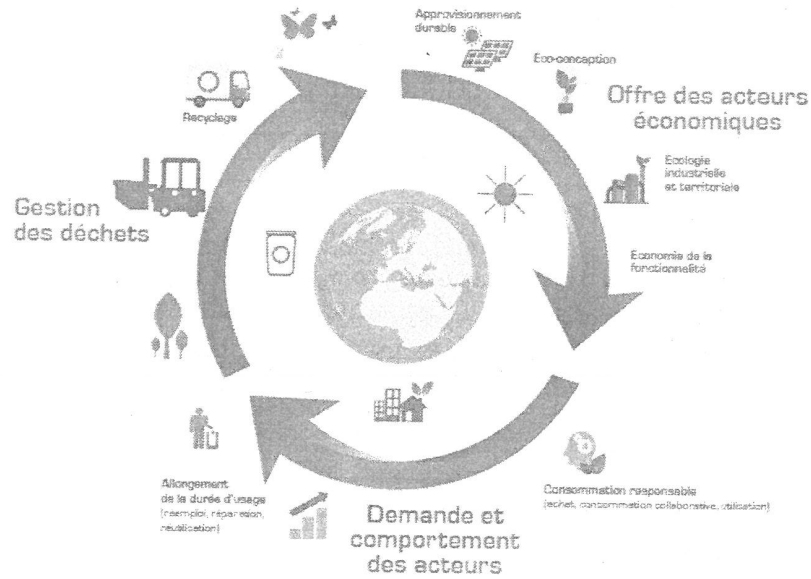 Approvisionnement
durable
Eco-conception
Offre des acteurs
économiques
Ecologie
industrielle
et territoriale
Economie de la
fonctionnalité
Consommation responsable
(achat, consommation collaborative, utilisation)
Demande et
comportement
des acteurs
Allongement
de la durée d'usage
(réemploi, réparation,
réutilisation)
Gestion
des déchets
Recyclage